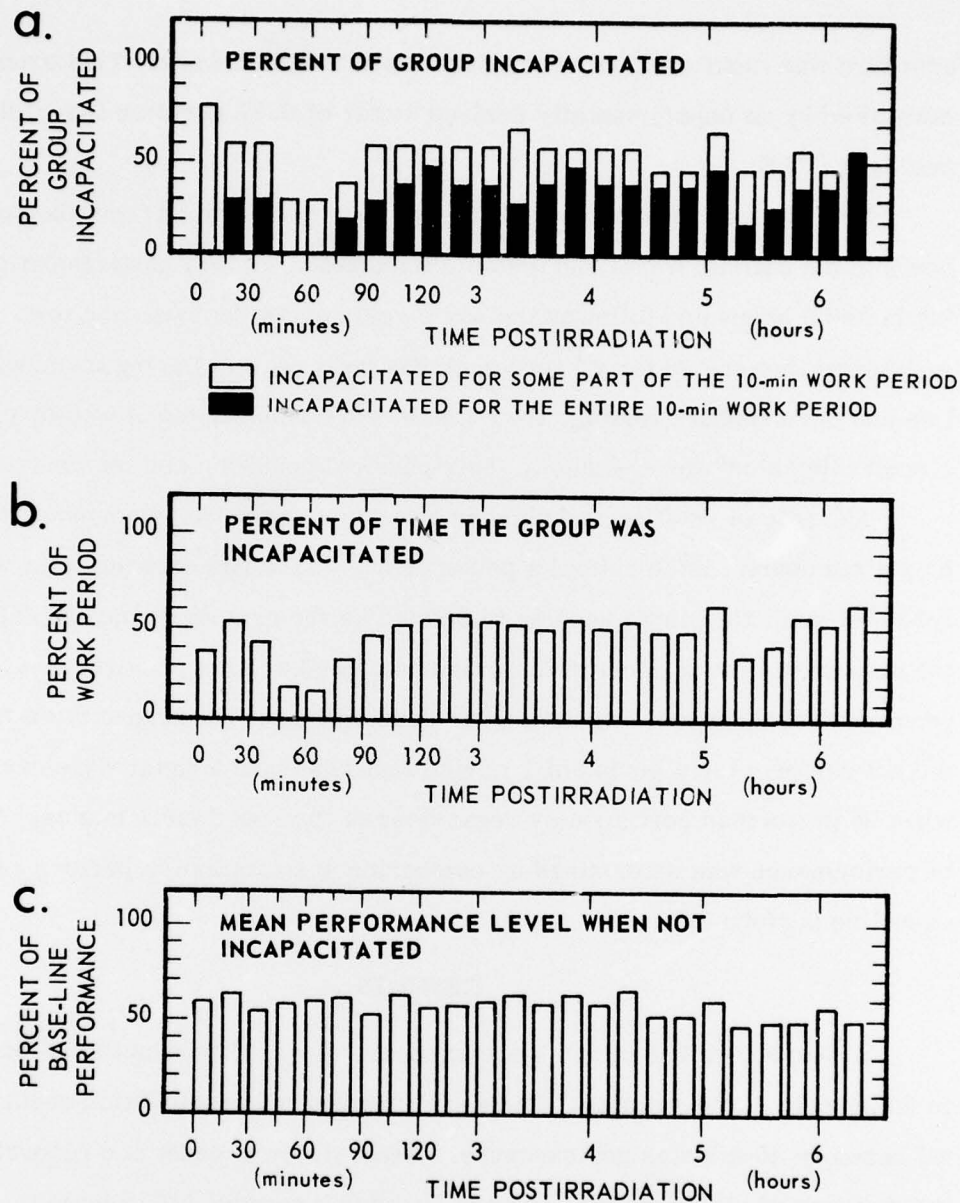 a.
PERCENT OF GROUP INCAPACITATED
PERCENT OF
GROUP
INCAPACITATED
100
50
0
0 30 60 90 120 3 4 5 6
(minutes) TIME POSTIRRADIATION (hours)
INCAPACITATED FOR SOME PART OF THE 10-min WORK PERIOD
INCAPACITATED FOR THE ENTIRE 10-min WORK PERIOD
b.
PERCENT OF TIME THE GROUP WAS
INCAPACITATED
PERCENT OF
WORK PERIOD
100
50
0
0 30 60 90 120 3 4 5 6
(minutes) TIME POSTIRRADIATION (hours)
c.
MEAN PERFORMANCE LEVEL WHEN NOT
INCAPACITATED
PERCENT OF
BASE-LINE
PERFORMANCE
100
50
0
0 30 60 90 120 3 4 5 6
(minutes) TIME POSTIRRADIATION (hours)